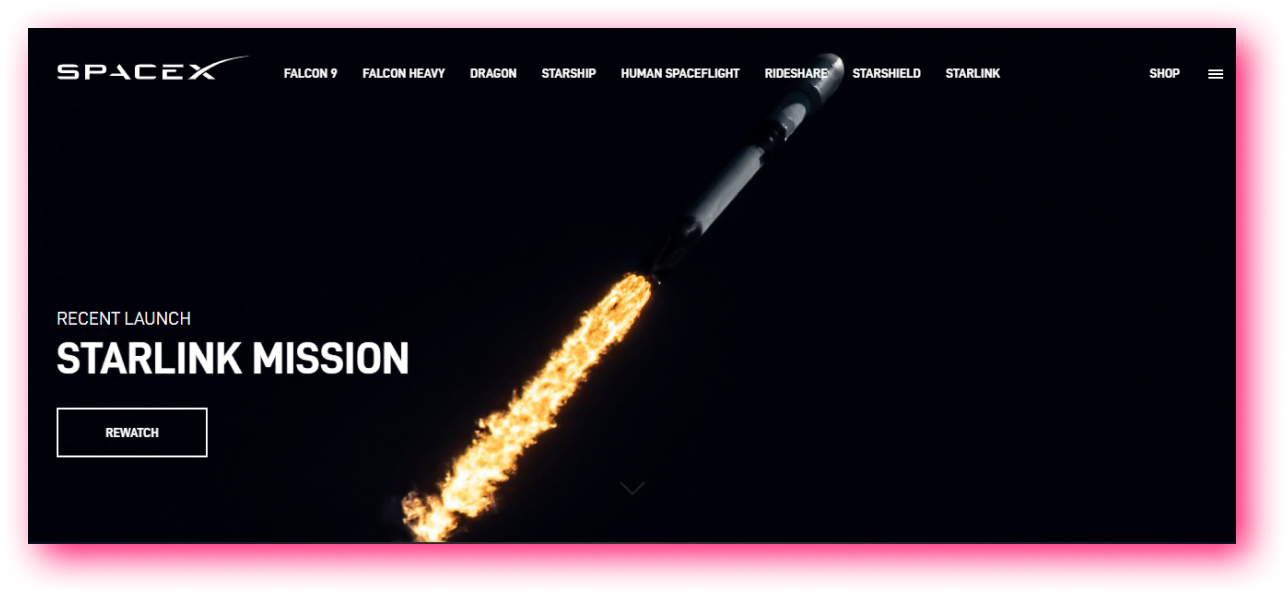 SPACEX FALCON 9 FALCON HEAVY DRAGON STARSHIP HUMAN SPACEFLIGHT RIDESHARE STARSHIELD STARLINK SHOP
RECENT LAUNCH
STARLINK MISSION
REWATCH